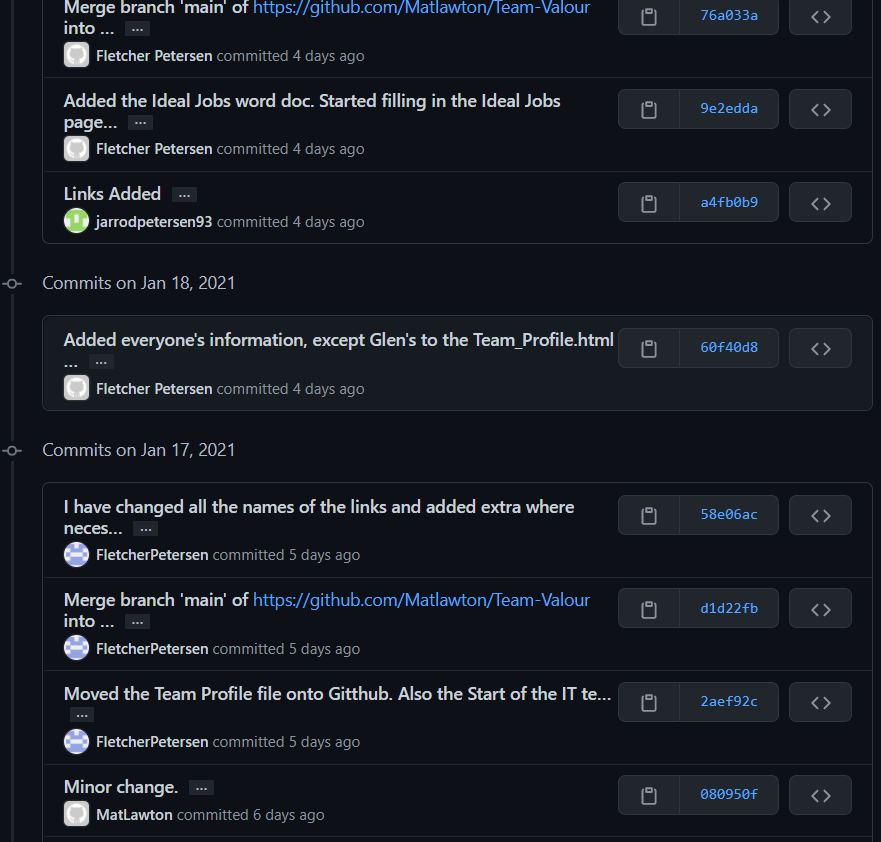 Merge branch 'main' of https://github.com/Matlawton/Team-Valour
into ... ...
76a033a
Fletcher Petersen committed 4 days ago
Added the Ideal Jobs word doc. Started filling in the Ideal Jobs
page... ...
9e2edda
Fletcher Petersen committed 4 days ago
Links Added ...
a4fb0b9
jarrodpetersen93 committed 4 days ago
Commits on Jan 18, 2021
Added everyone's information, except Glen's to the Team_Profile.html
... ...
60f40d8
Fletcher Petersen committed 4 days ago
Commits on Jan 17, 2021
I have changed all the names of the links and added extra where
neces... ...
58e06ac
FletcherPetersen committed 5 days ago
Merge branch 'main' of https://github.com/Matlawton/Team-Valour
into ... ...
d1d22fb
FletcherPetersen committed 5 days ago
Moved the Team Profile file onto Gitthub. Also the Start of the IT te...
...
2aef92c
FletcherPetersen committed 5 days ago
Minor change. ...
080950f
MatLawton committed 6 days ago